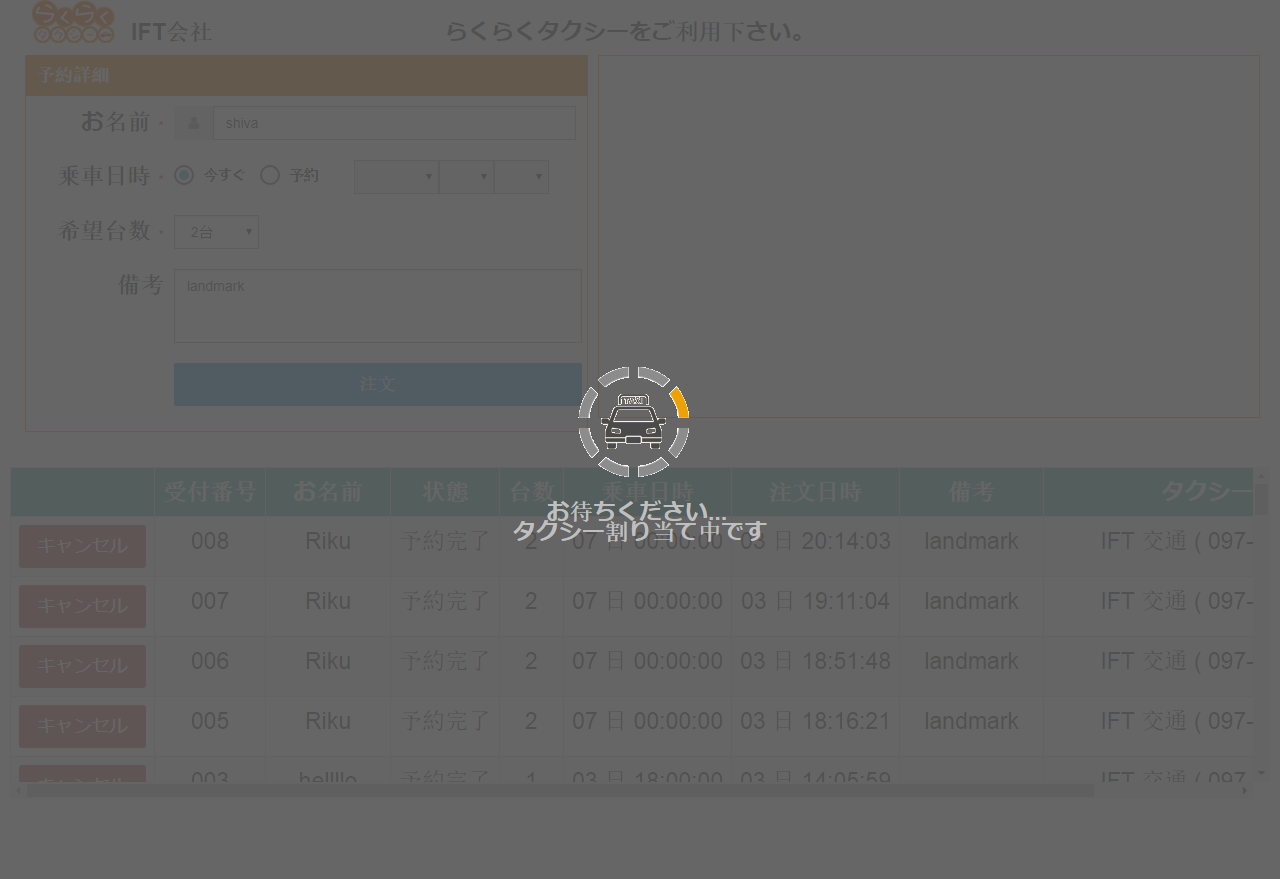 らくらく
タクシー
IFT会社
らくらくタクシーをご利用下さい。
予約詳細
お名前 *
shiva
乗車日時 *
今すぐ
予約
希望台数 *
2台
備考
landmark
注文
TAXI
お待ちください...
タクシー割り当て中です
受付番号 お名前 状態 台数 乗車日時 注文日時 備考 タクシー
キャンセル 008 Riku 予約完了 2 07 日 00:00:00 03 日 20:14:03 landmark IFT 交通 ( 097-
キャンセル 007 Riku 予約完了 2 07 日 00:00:00 03 日 19:11:04 landmark IFT 交通 ( 097-
キャンセル 006 Riku 予約完了 2 07 日 00:00:00 03 日 18:51:48 landmark IFT 交通 ( 097-
キャンセル 005 Riku 予約完了 2 07 日 00:00:00 03 日 18:16:21 landmark IFT 交通 ( 097-
キャンセル 003 hellllo 予約完了 1 03 日 18:00:00 03 日 14:05:59 IFT 交通 ( 097-